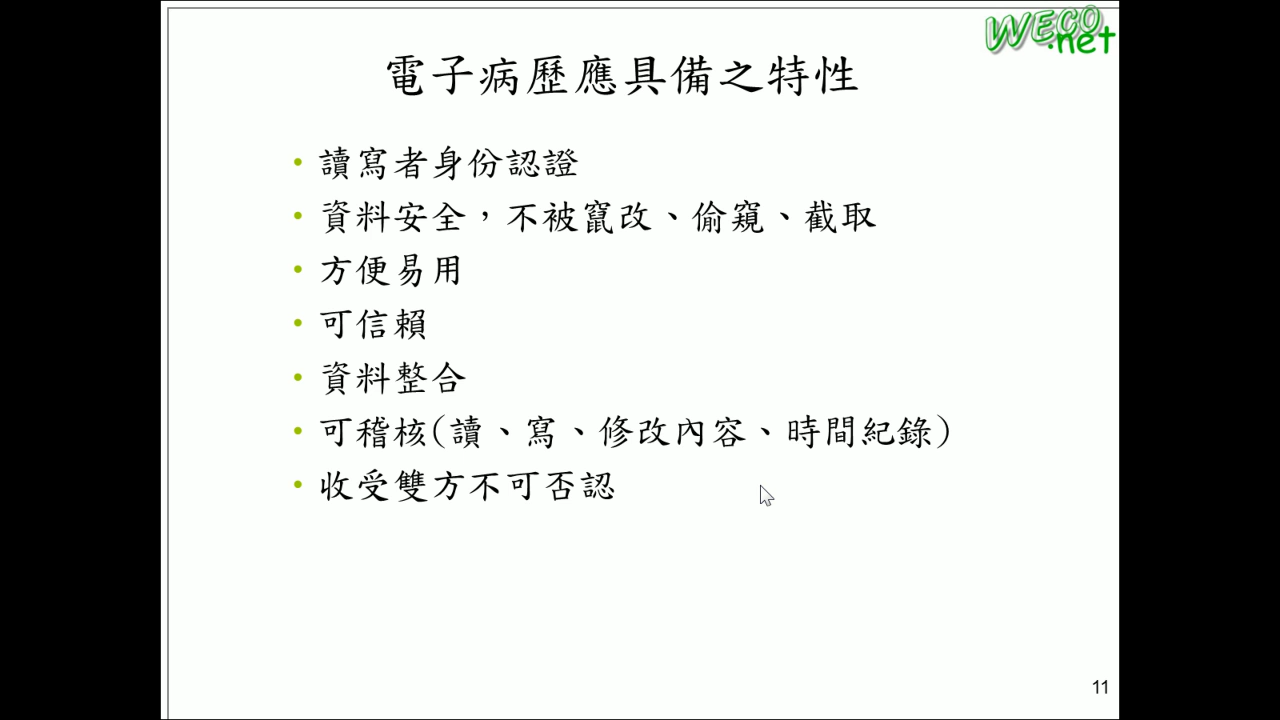 WECO.net
電子病歷應具備之特性
• 讀寫者身份認證
• 資料安全，不被竄改、偷窺、截取
• 方便易用
• 可信賴
• 資料整合
• 可稽核(讀、寫、修改內容、時間紀錄)
• 收受雙方不可否認
11